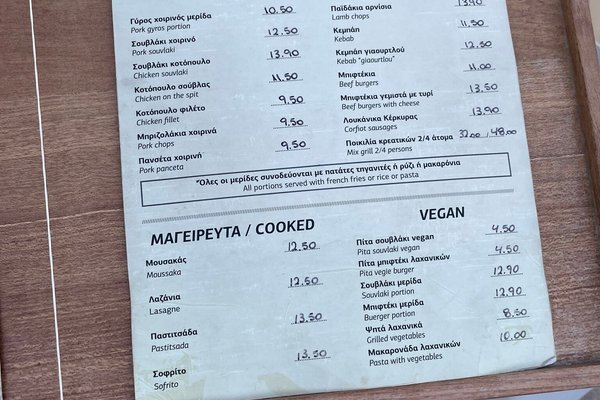 Γύρος χοιρινός μερίδα 10.50
Pork gyros portion
Σουβλάκι χοιρινό 12.50
Pork souvlaki
Σουβλάκι κοτόπουλο 13.90
Chicken souvlaki
Κοτόπουλο σούβλας 11.50
Chicken on the spit
Κοτόπουλο φιλέτο 9.50
Chicken fillet
Μπριζολάκια χοιρινά 9.50
Pork chops
Πανσέτα χοιρινή 9.50
Pork panceta
Παϊδάκια αρνίσια 13.90
Lamb chops
Κεμπάπ 11.50
Kebab
Κεμπάπ γιαουρτλού 12.50
Kebab "giaourtlou"
Μπιφτέκια 11.00
Beef burgers
Μπιφτέκια γεμιστά με τυρί 13.50
Beef burgers with cheese
Λουκάνικα Κέρκυρας 13.90
Corfiot sausages
Ποικιλία κρεατικών 2/4 άτομα 32.00 / 48.00
Mix grill 2/4 persons
*Όλες οι μερίδες συνοδεύονται με πατάτες τηγανιτές ή ρύζι ή μακαρόνια
All portions served with french fries or rice or pasta
ΜΑΓΕΙΡΕΥΤΑ / COOKED
Μουσακάς 12.50
Moussaka
Λαζάνια 12.50
Lasagne
Παστιτσάδα 13.50
Pastitsada
Σοφρίτο 13.50
Sofrito
VEGAN
Πίτα σουβλάκι vegan 4.50
Pita souvlaki vegan
Πίτα μπιφτέκι λαχανικών 4.50
Pita vegie burger
Σουβλάκι μερίδα 12.90
Souvlaki portion
Μπιφτέκι μερίδα 12.90
Buerger portion
Ψητά λαχανικά 8.50
Grilled vegetables
Μακαρονάδα λαχανικών 10.00
Pasta with vegetables